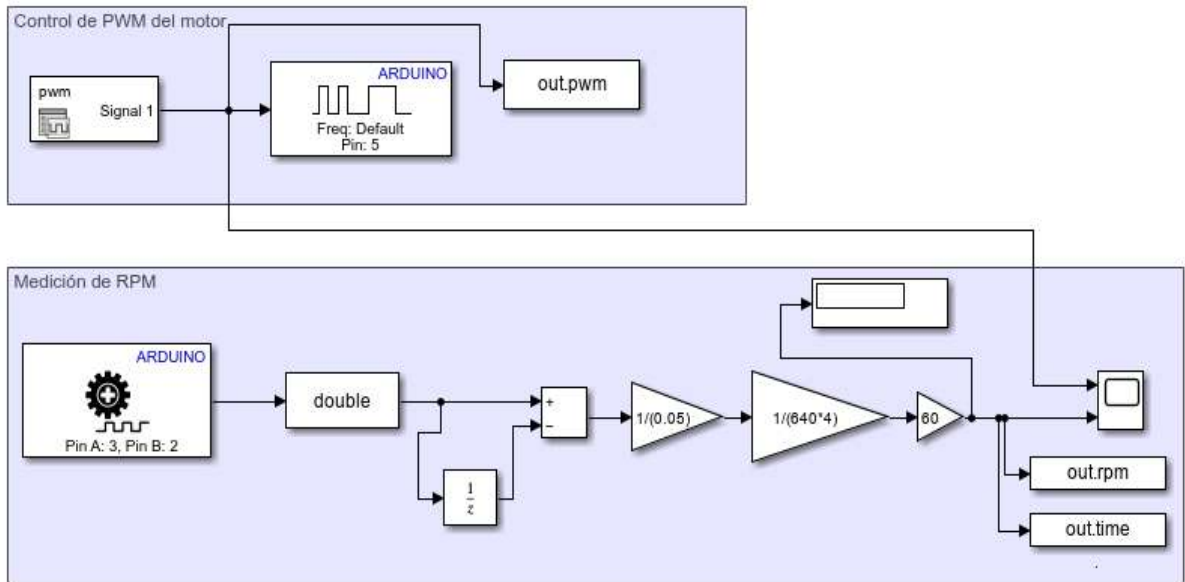 Control de PWM del motor
pwm
Signal 1
ARDUINO
Freq: Default
Pin: 5
out.pwm
Medición de RPM
ARDUINO
Pin A: 3, Pin B: 2
double
+
−
1
z
1/(0.05)
1/(640*4)
60
out.rpm
out.time